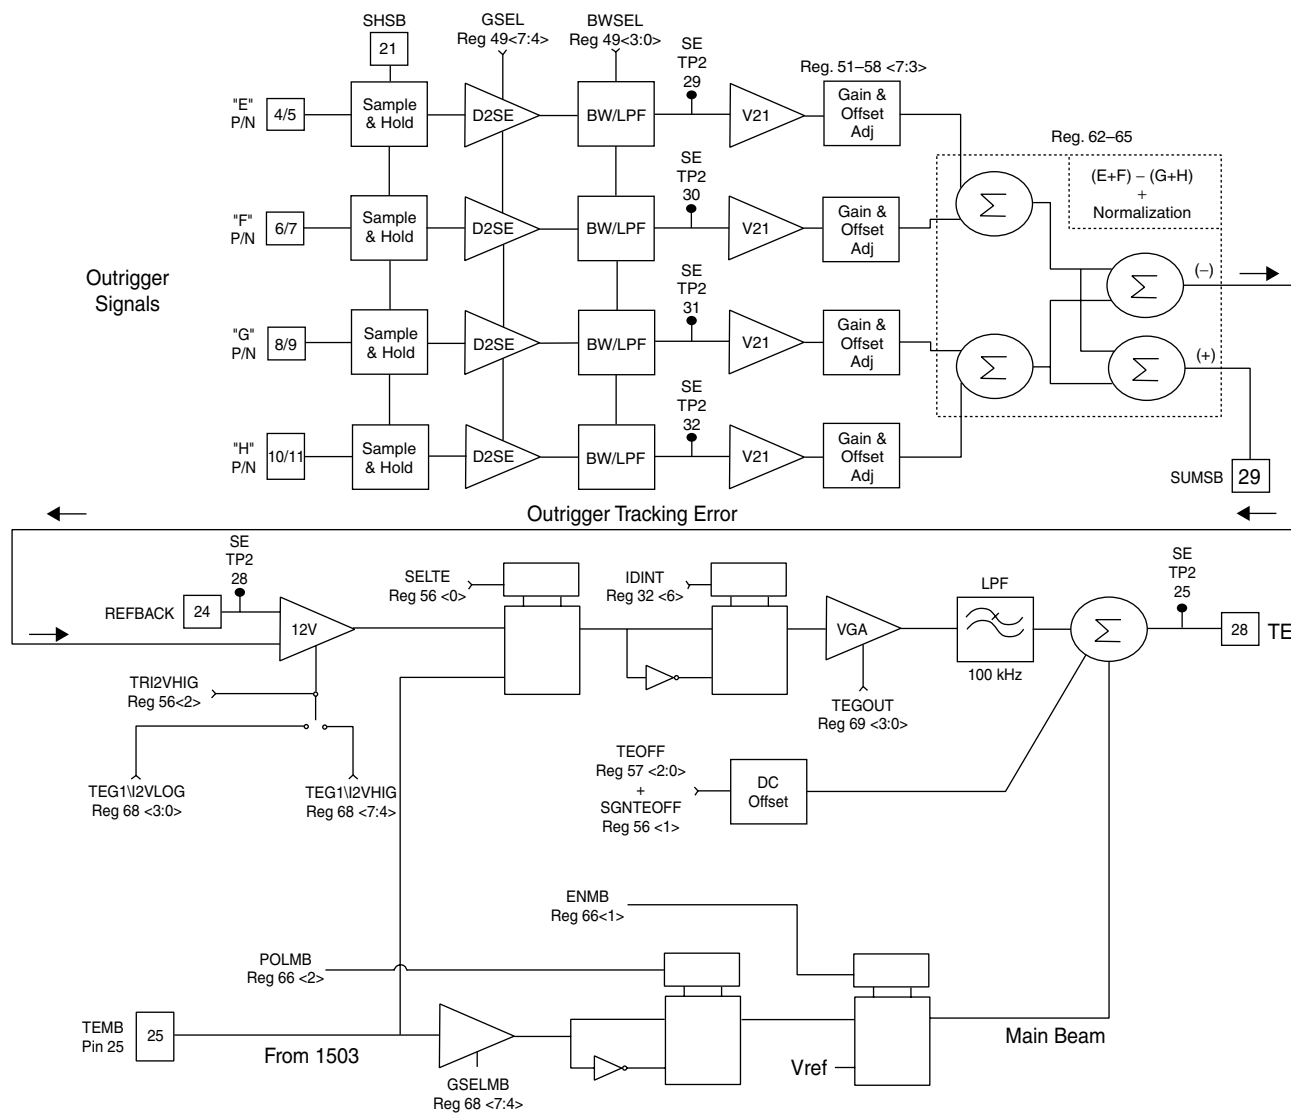 SHSB
21
GSEL
Reg 49<7:4>
BWSEL
Reg 49<3:0>
SE
TP2
29
Reg. 51–58 <7:3>
"E"
P/N
4/5
Sample
& Hold
D2SE
BW/LPF
V21
Gain &
Offset
Adj
Reg. 62–65
(E+F) – (G+H)
+
Normalization
SE
TP2
30
"F"
P/N
6/7
Sample
& Hold
D2SE
BW/LPF
V21
Gain &
Offset
Adj
Σ
Outrigger
Signals
Σ
(–)
SE
TP2
31
"G"
P/N
8/9
Sample
& Hold
D2SE
BW/LPF
V21
Gain &
Offset
Adj
Σ
Σ
(+)
SE
TP2
32
"H"
P/N
10/11
Sample
& Hold
D2SE
BW/LPF
V21
Gain &
Offset
Adj
SUMSB
29
Outrigger Tracking Error
SE
TP2
28
REFBACK
24
12V
SELTE
Reg 56 <0>
IDINT
Reg 32 <6>
VGA
LPF
100 kHz
Σ
SE
TP2
25
28
TE
TRI2VHIG
Reg 56<2>
TEGOUT
Reg 69 <3:0>
TEG1\I2VLOG
Reg 68 <3:0>
TEG1\I2VHIG
Reg 68 <7:4>
TEOFF
Reg 57 <2:0>
+
SGNTEOFF
Reg 56 <1>
DC
Offset
ENMB
Reg 66<1>
POLMB
Reg 66 <2>
TEMB
Pin 25
25
From 1503
GSELMB
Reg 68 <7:4>
Vref
Main Beam